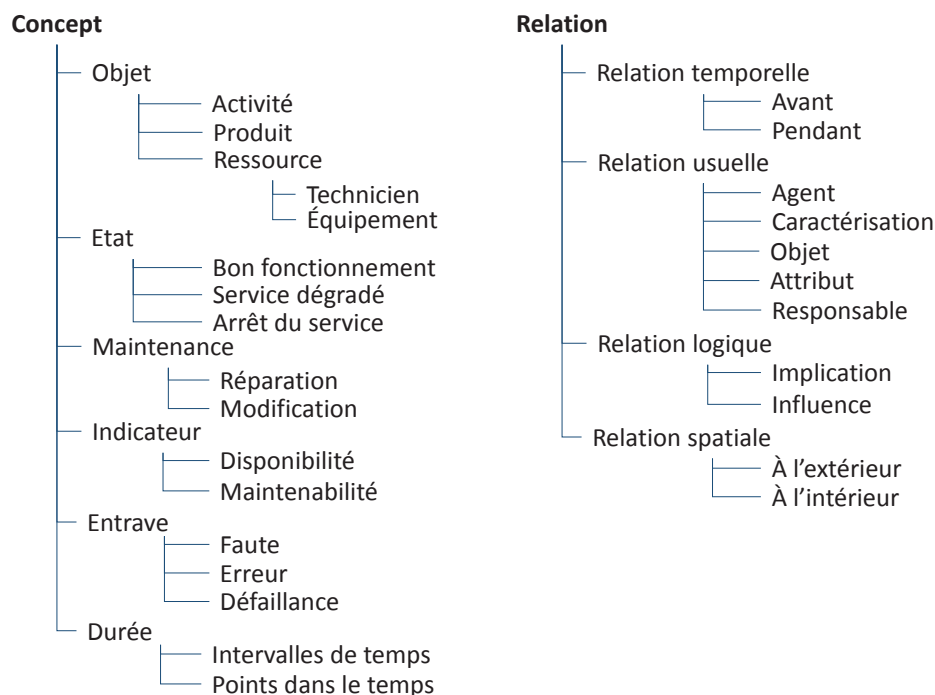 Concept
Objet
Activité
Produit
Ressource
Technicien
Équipement
Etat
Bon fonctionnement
Service dégradé
Arrêt du service
Maintenance
Réparation
Modification
Indicateur
Disponibilité
Maintenabilité
Entrave
Faute
Erreur
Défaillance
Durée
Intervalles de temps
Points dans le temps
Relation
Relation temporelle
Avant
Pendant
Relation usuelle
Agent
Caractérisation
Objet
Attribut
Responsable
Relation logique
Implication
Influence
Relation spatiale
À l’extérieur
À l’intérieur